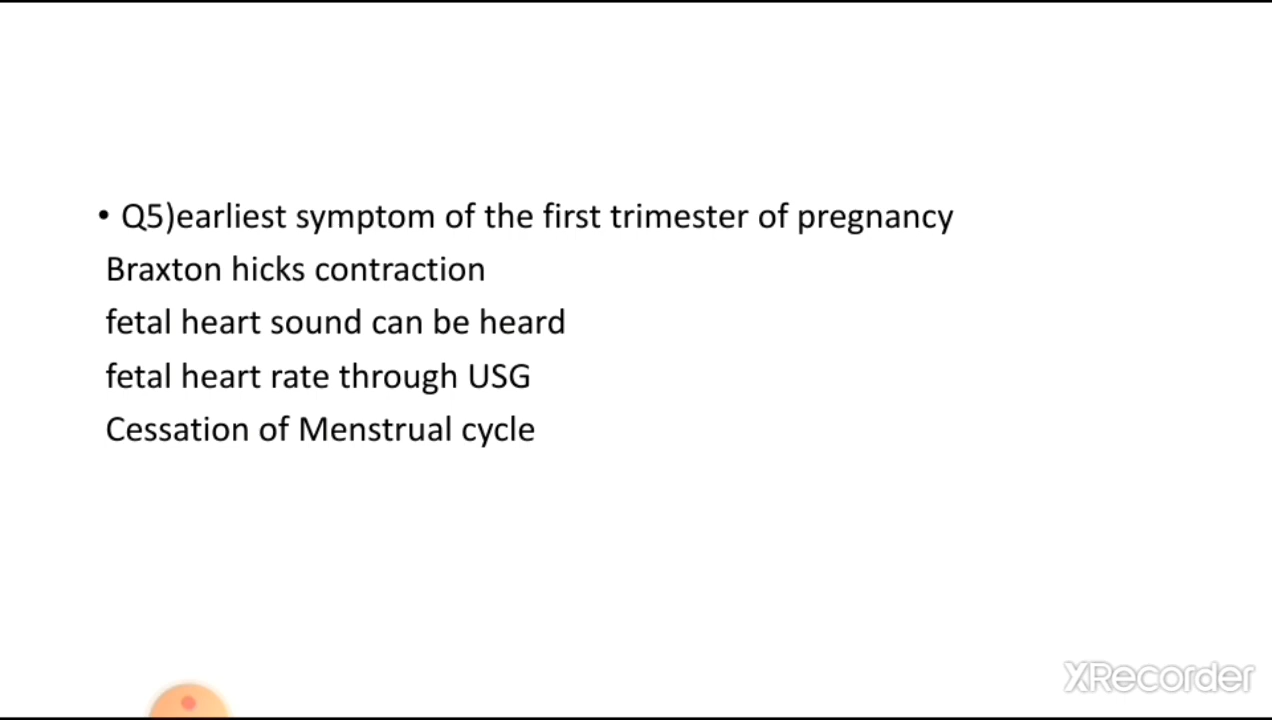 • Q5)earliest symptom of the first trimester of pregnancy
Braxton hicks contraction
fetal heart sound can be heard
fetal heart rate through USG
Cessation of Menstrual cycle
XRecorder